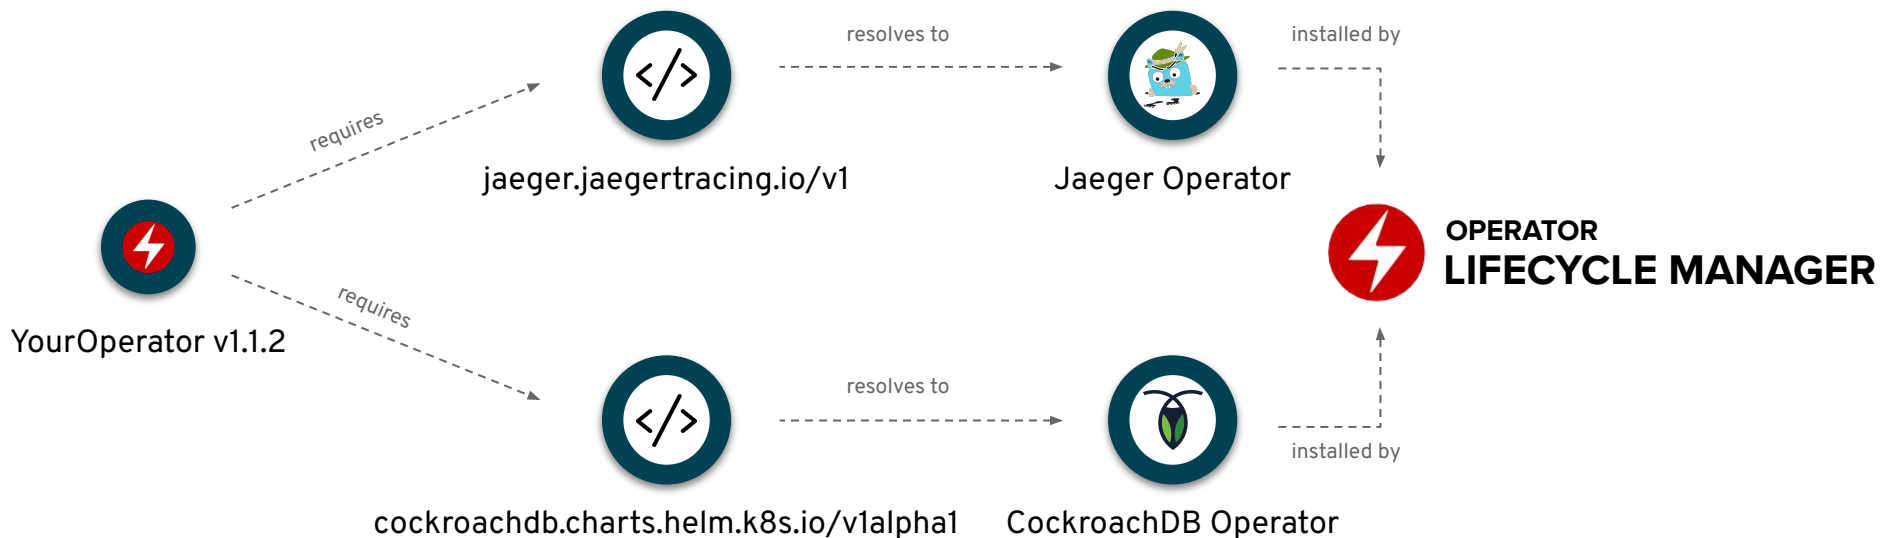 resolves to
installed by
requires
jaeger.jaegertracing.io/v1
Jaeger Operator
OPERATOR
LIFECYCLE MANAGER
YourOperator v1.1.2
requires
resolves to
installed by
cockroachdb.charts.helm.k8s.io/v1alpha1
CockroachDB Operator